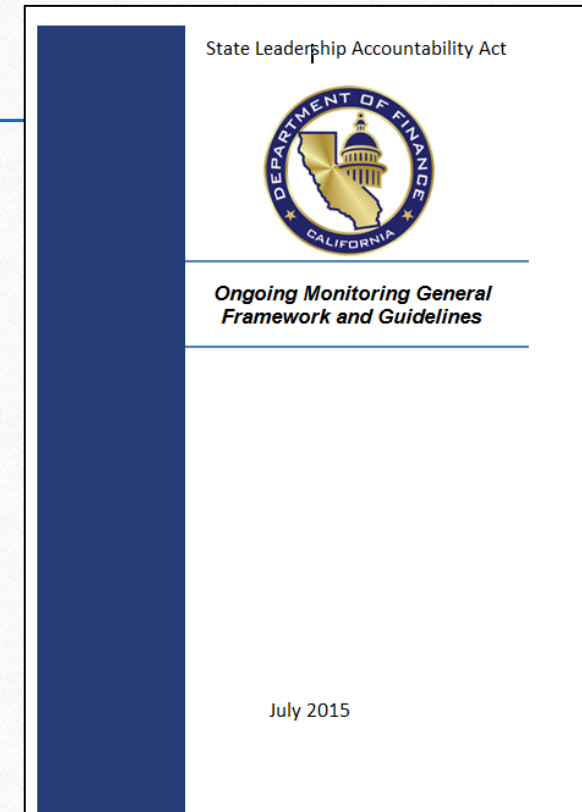 State Leadership Accountability Act
DEPARTMENT OF FINANCE
CALIFORNIA
Ongoing Monitoring General
Framework and Guidelines
July 2015